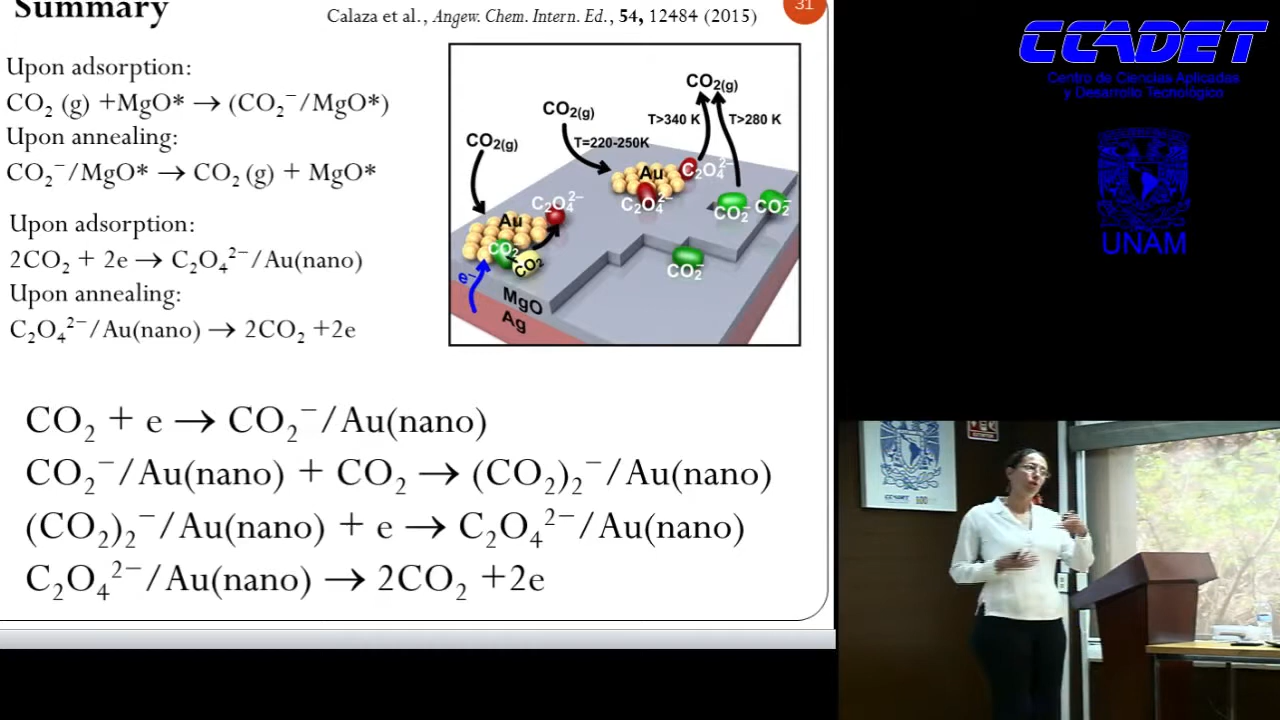 Summary
Calaza et al., Angew. Chem. Intern. Ed., 54, 12484 (2015)
31
Upon adsorption:
CO₂ (g) +MgO* → (CO₂⁻/MgO*)
Upon annealing:
CO₂⁻/MgO* → CO₂ (g) + MgO*
Upon adsorption:
2CO₂ + 2e → C₂O₄²⁻/Au(nano)
Upon annealing:
C₂O₄²⁻/Au(nano) → 2CO₂ +2e
CO₂(g)
CO₂(g)
T>340 K
T>280 K
CO₂(g)
T=220-250K
Au
C₂O₄²⁻
C₂O₄²⁻
C₂O₄²⁻
CO₂⁻
CO₂⁻
Au
CO₂
CO₂
CO₂⁻
e⁻
MgO
Ag
CO₂ + e → CO₂⁻/Au(nano)
CO₂⁻/Au(nano) + CO₂ → (CO₂)₂⁻/Au(nano)
(CO₂)₂⁻/Au(nano) + e → C₂O₄²⁻/Au(nano)
C₂O₄²⁻/Au(nano) → 2CO₂ +2e
CCADET
Centro de Ciencias Aplicadas
y Desarrollo Tecnológico
UNAM
CCADET
100